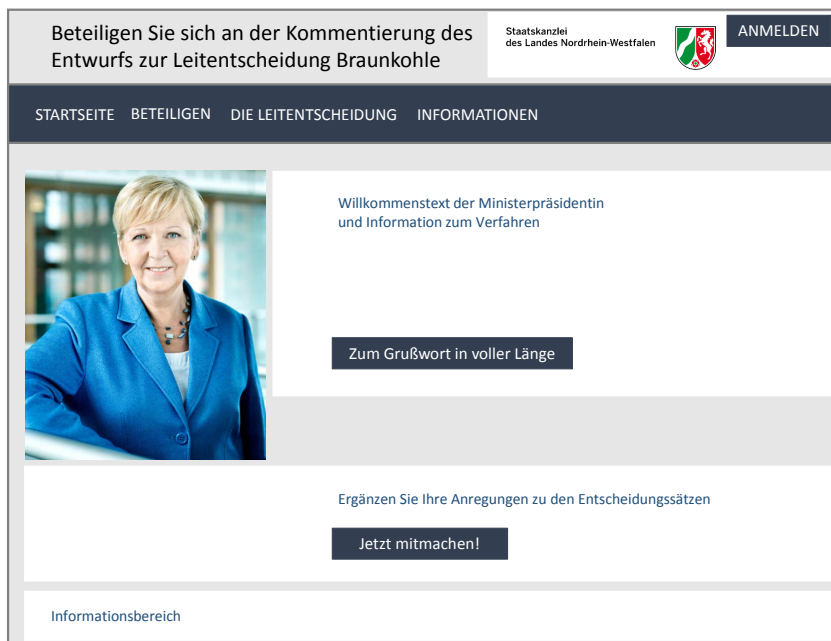 Beteiligen Sie sich an der Kommentierung des
Entwurfs zur Leitentscheidung Braunkohle
Staatskanzlei
des Landes Nordrhein-Westfalen
ANMELDEN
STARTSEITE BETEILIGEN DIE LEITENTSCHEIDUNG INFORMATIONEN
Willkommenstext der Ministerpräsidentin
und Information zum Verfahren
Zum Grußwort in voller Länge
Ergänzen Sie Ihre Anregungen zu den Entscheidungssätzen
Jetzt mitmachen!
Informationsbereich